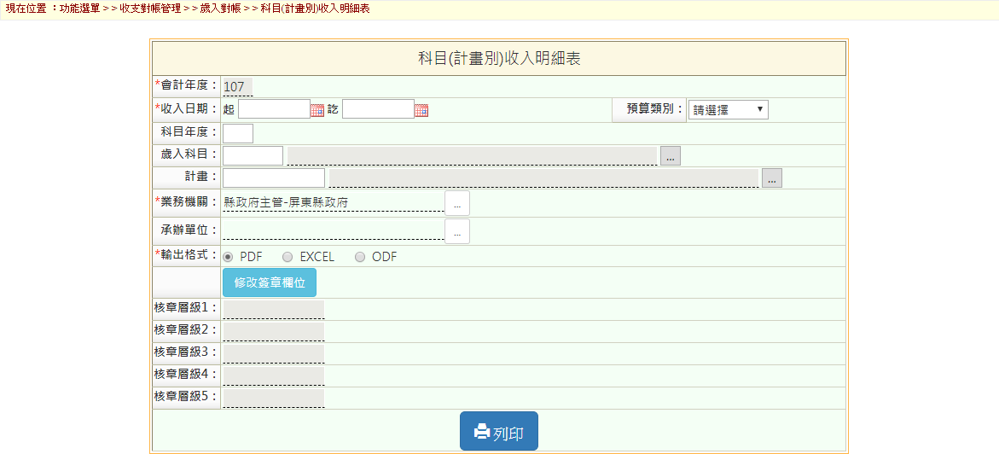 現在位置 ：功能選單 > > 收支對帳管理 > > 歲入對帳 > > 科目(計畫別)收入明細表
科目(計畫別)收入明細表
*會計年度： 107
*收入日期： 起 訖 預算類別： 請選擇
科目年度：
歲入科目： ...
計畫： ...
*業務機關： 縣政府主管-屏東縣政府 ...
承辦單位： ...
*輸出格式： PDF EXCEL ODF
修改簽章欄位
核章層級1：
核章層級2：
核章層級3：
核章層級4：
核章層級5：
列印